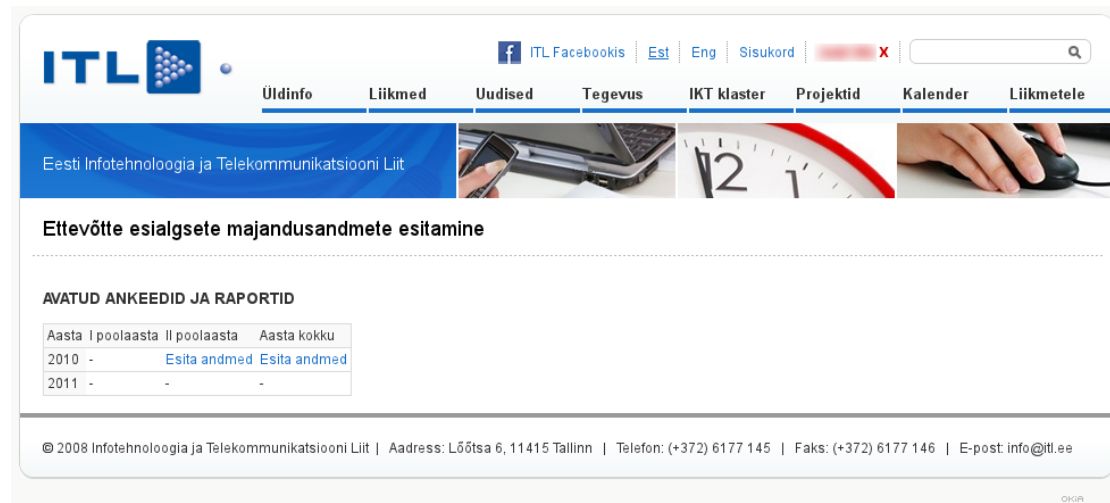 ITL
ITL Facebookis Est Eng Sisukord X
Üldinfo Liikmed Uudised Tegevus IKT klaster Projektid Kalender Liikmetele
Eesti Infotehnoloogia ja Telekommunikatsiooni Liit
12
1
Ettevõtte esialgsete majandusandmete esitamine
AVATUD ANKEEDID JA RAPORTID
Aasta I poolaasta II poolaasta Aasta kokku
2010 - Esita andmed Esita andmed
2011 - - -
© 2008 Infotehnoloogia ja Telekommunikatsiooni Liit | Aadress: Lõõtsa 6, 11415 Tallinn | Telefon: (+372) 6177 145 | Faks: (+372) 6177 146 | E-post: info@itl.ee
OKIA